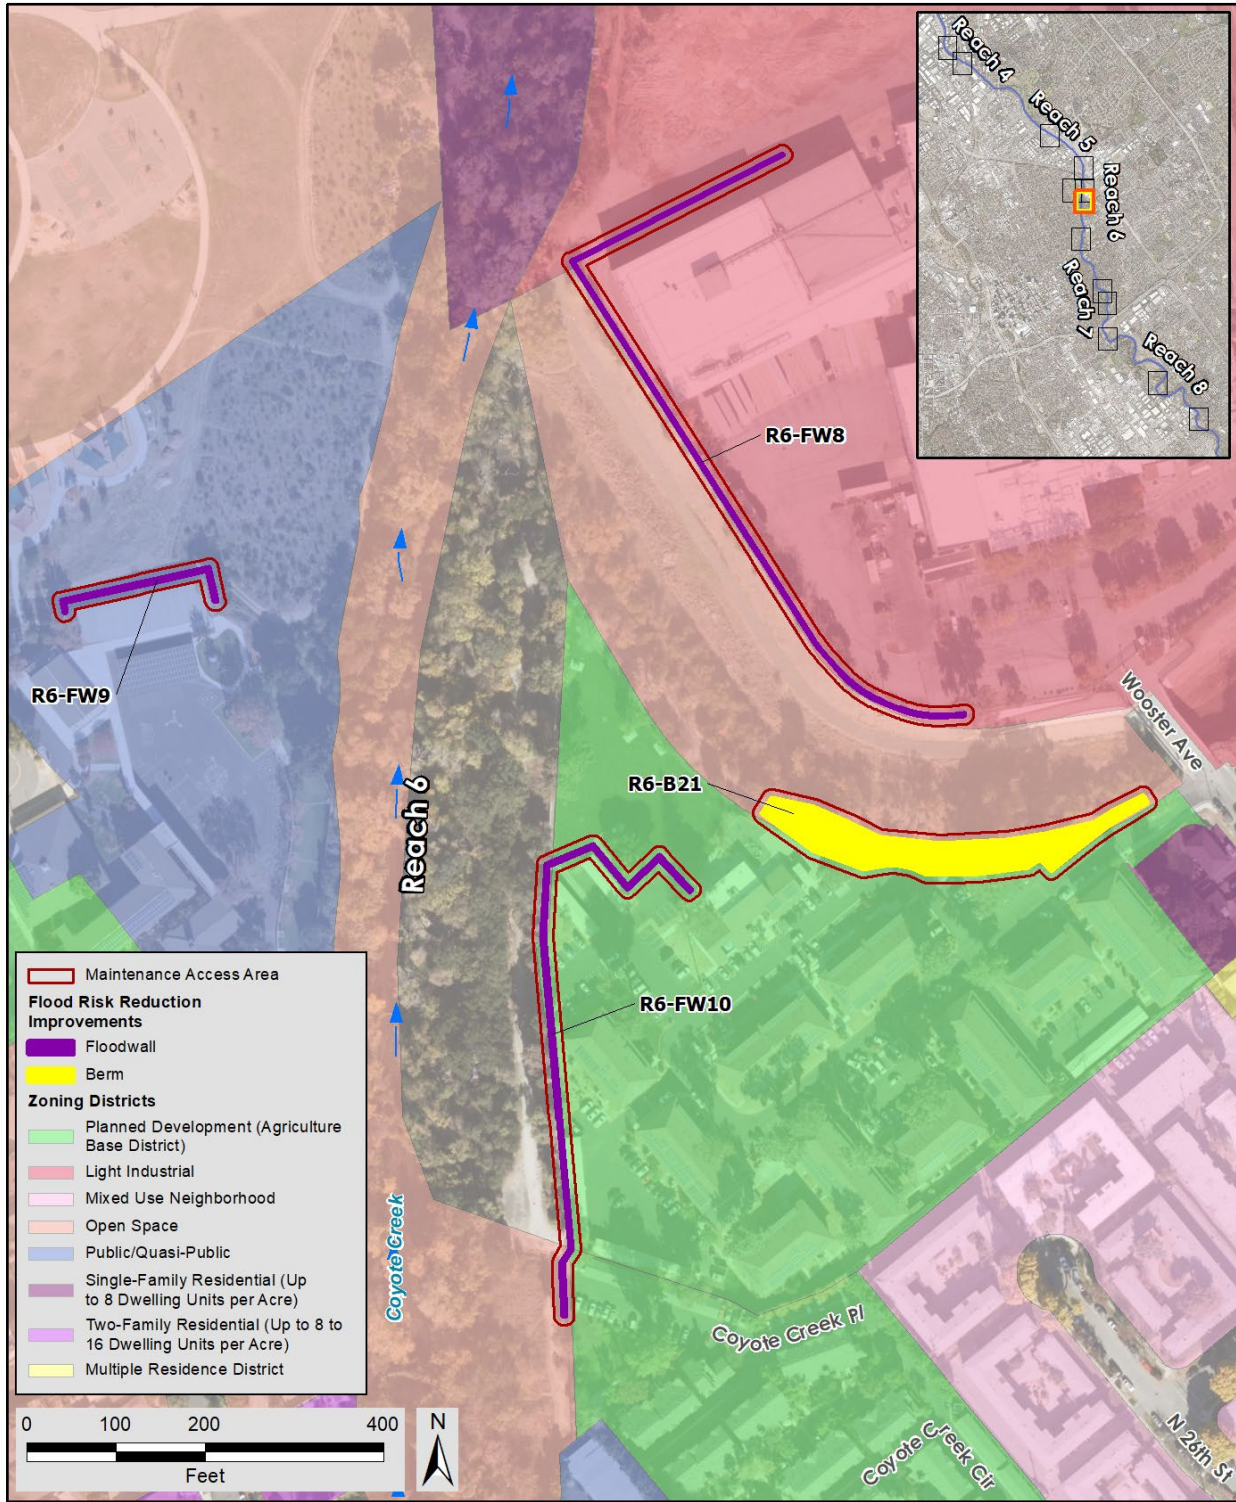 Reach 4
Reach 5
Reach 6
Reach 7
Reach 8
R6-FW8
R6-FW9
Wooster Ave
R6-B21
Reach 6
R6-FW10
Coyote Creek
Coyote Creek Pl
Coyote Creek Cir
N 26th St
Maintenance Access Area
Flood Risk Reduction
Improvements
Floodwall
Berm
Zoning Districts
Planned Development (Agriculture
Base District)
Light Industrial
Mixed Use Neighborhood
Open Space
Public/Quasi-Public
Single-Family Residential (Up
to 8 Dwelling Units per Acre)
Two-Family Residential (Up to 8 to
16 Dwelling Units per Acre)
Multiple Residence District
0 100 200 400
Feet
N